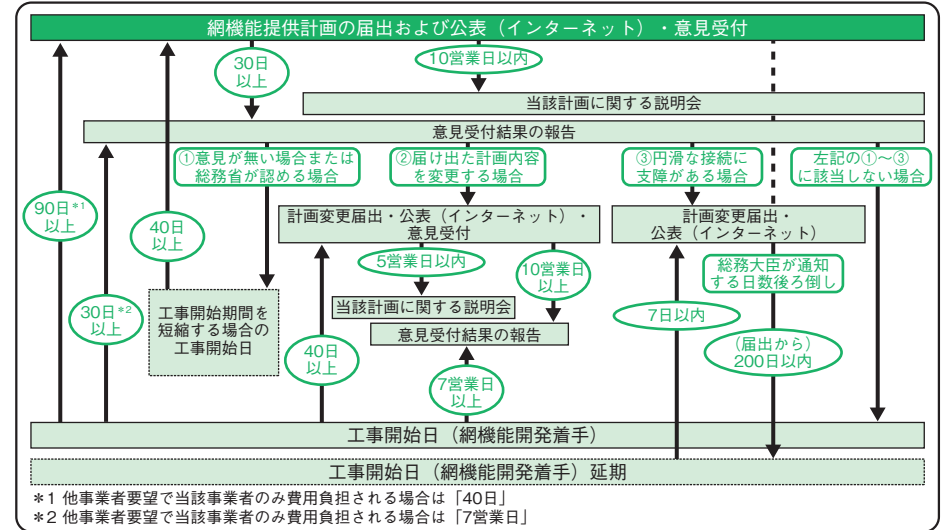 網機能提供計画の届出および公表（インターネット）・意見受付
30日
以上
10営業日以内
当該計画に関する説明会
意見受付結果の報告
①意見が無い場合または
総務省が認める場合
②届け出た計画内容
を変更する場合
③円滑な接続に
支障がある場合
左記の①～③
に該当しない場合
90日*1
以上
40日
以上
計画変更届出・公表（インターネット）・
意見受付
計画変更届出・
公表（インターネット）
5営業日以内
10営業日
以上
総務大臣が通知
する日数後ろ倒し
30日*2
以上
工事開始期間を
短縮する場合の
工事開始日
当該計画に関する説明会
7日以内
意見受付結果の報告
40日
以上
（届出から）
200日以内
7営業日
以上
工事開始日（網機能開発着手）
工事開始日（網機能開発着手）延期
*1 他事業者要望で当該事業者のみ費用負担される場合は「40日」
*2 他事業者要望で当該事業者のみ費用負担される場合は「7営業日」